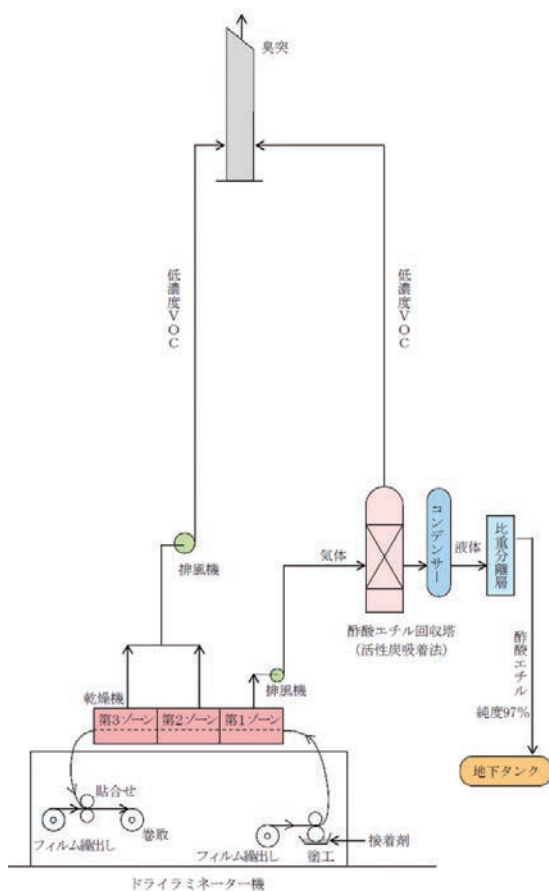 臭突
低濃度VOC
低濃度VOC
排風機
気体
コンデンサー
液体
比重分離層
酢酸エチル回収塔
(活性炭吸着法)
排風機
酢酸エチル
純度97%
乾燥機
第3ゾーン
第2ゾーン
第1ゾーン
地下タンク
貼合せ
フィルム繰出し
巻取
フィルム繰出し
塗工
接着剤
ドライラミネーター機